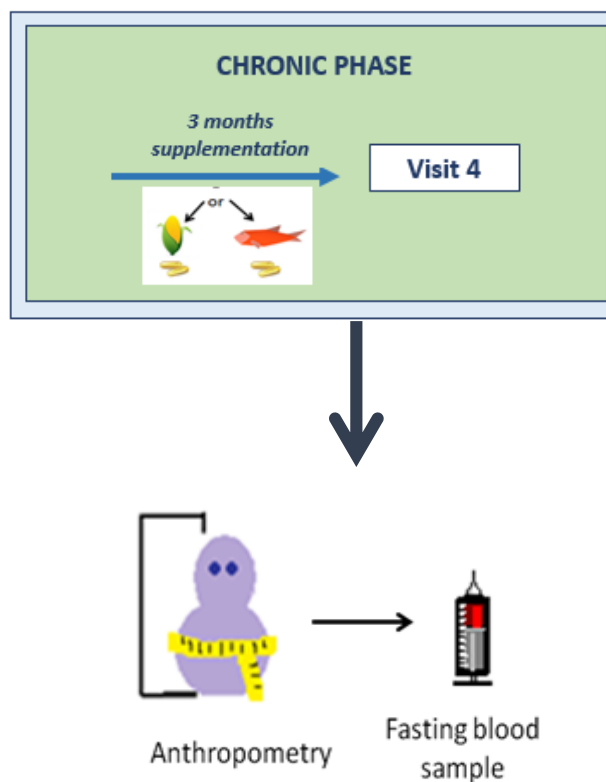 CHRONIC PHASE
3 months
supplementation
Visit 4
or
Anthropometry
Fasting blood
sample